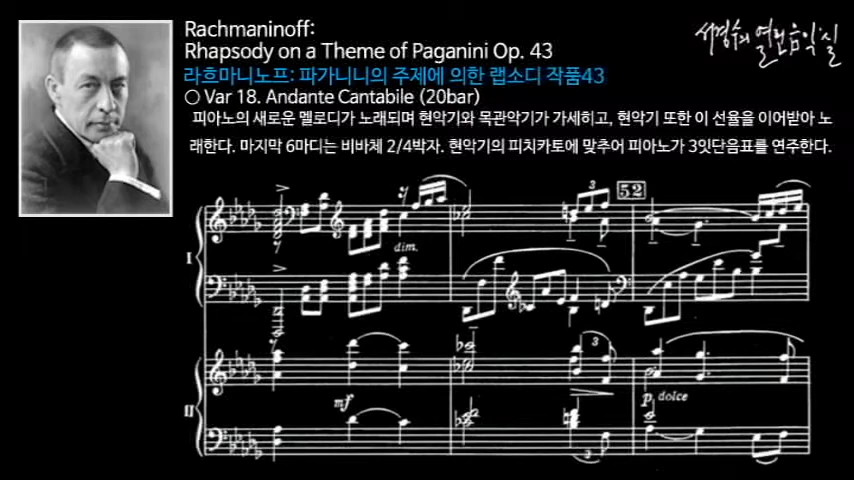 Rachmaninoff:
Rhapsody on a Theme of Paganini Op. 43
라흐마니노프: 파가니니의 주제에 의한 랩소디 작품43
○ Var 18. Andante Cantabile (20bar)
피아노의 새로운 멜로디가 노래되며 현악기와 목관악기가 가세히고, 현악기 또한 이 선율을 이어받아 노
래한다. 마지막 6마디는 비바체 2/4박자. 현악기의 피치카토에 맞추어 피아노가 3잇단음표를 연주한다.
서경수의 열린음악실
3
52
I
dim.
3
II
mf
p dolce
3